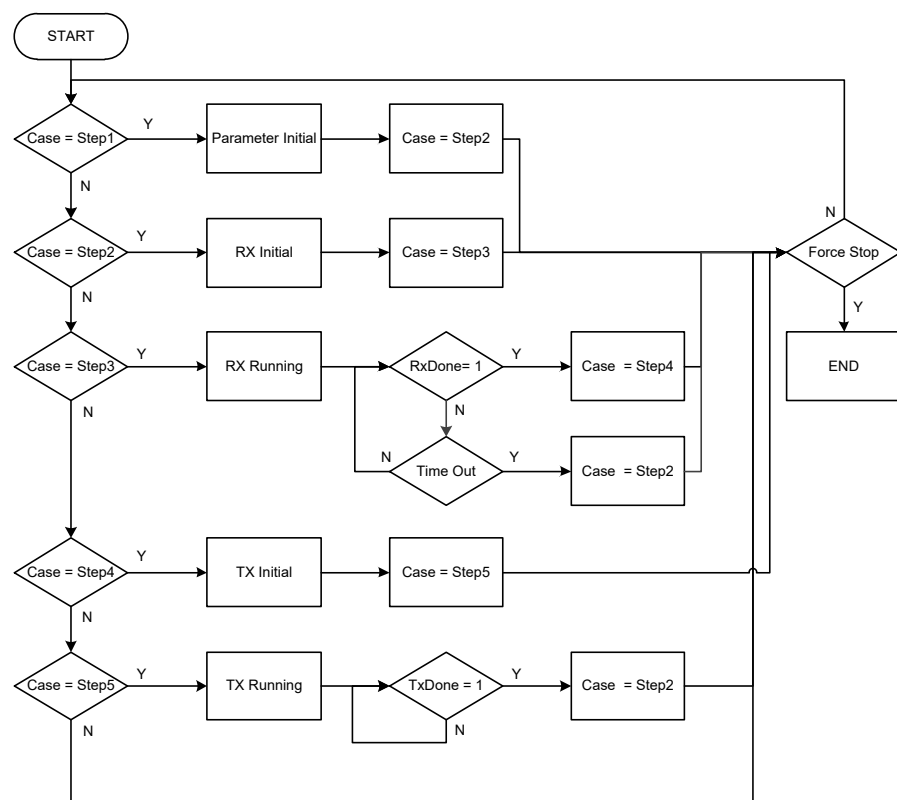 START
Case = Step1
Y
Parameter Initial
Case = Step2
N
Case = Step2
Y
RX Initial
Case = Step3
N
Force Stop
N
Y
Case = Step3
Y
RX Running
RxDone= 1
Y
Case = Step4
END
N
N
N
Time Out
Y
Case = Step2
Case = Step4
Y
TX Initial
Case = Step5
N
Case = Step5
Y
TX Running
TxDone = 1
Y
Case = Step2
N
N